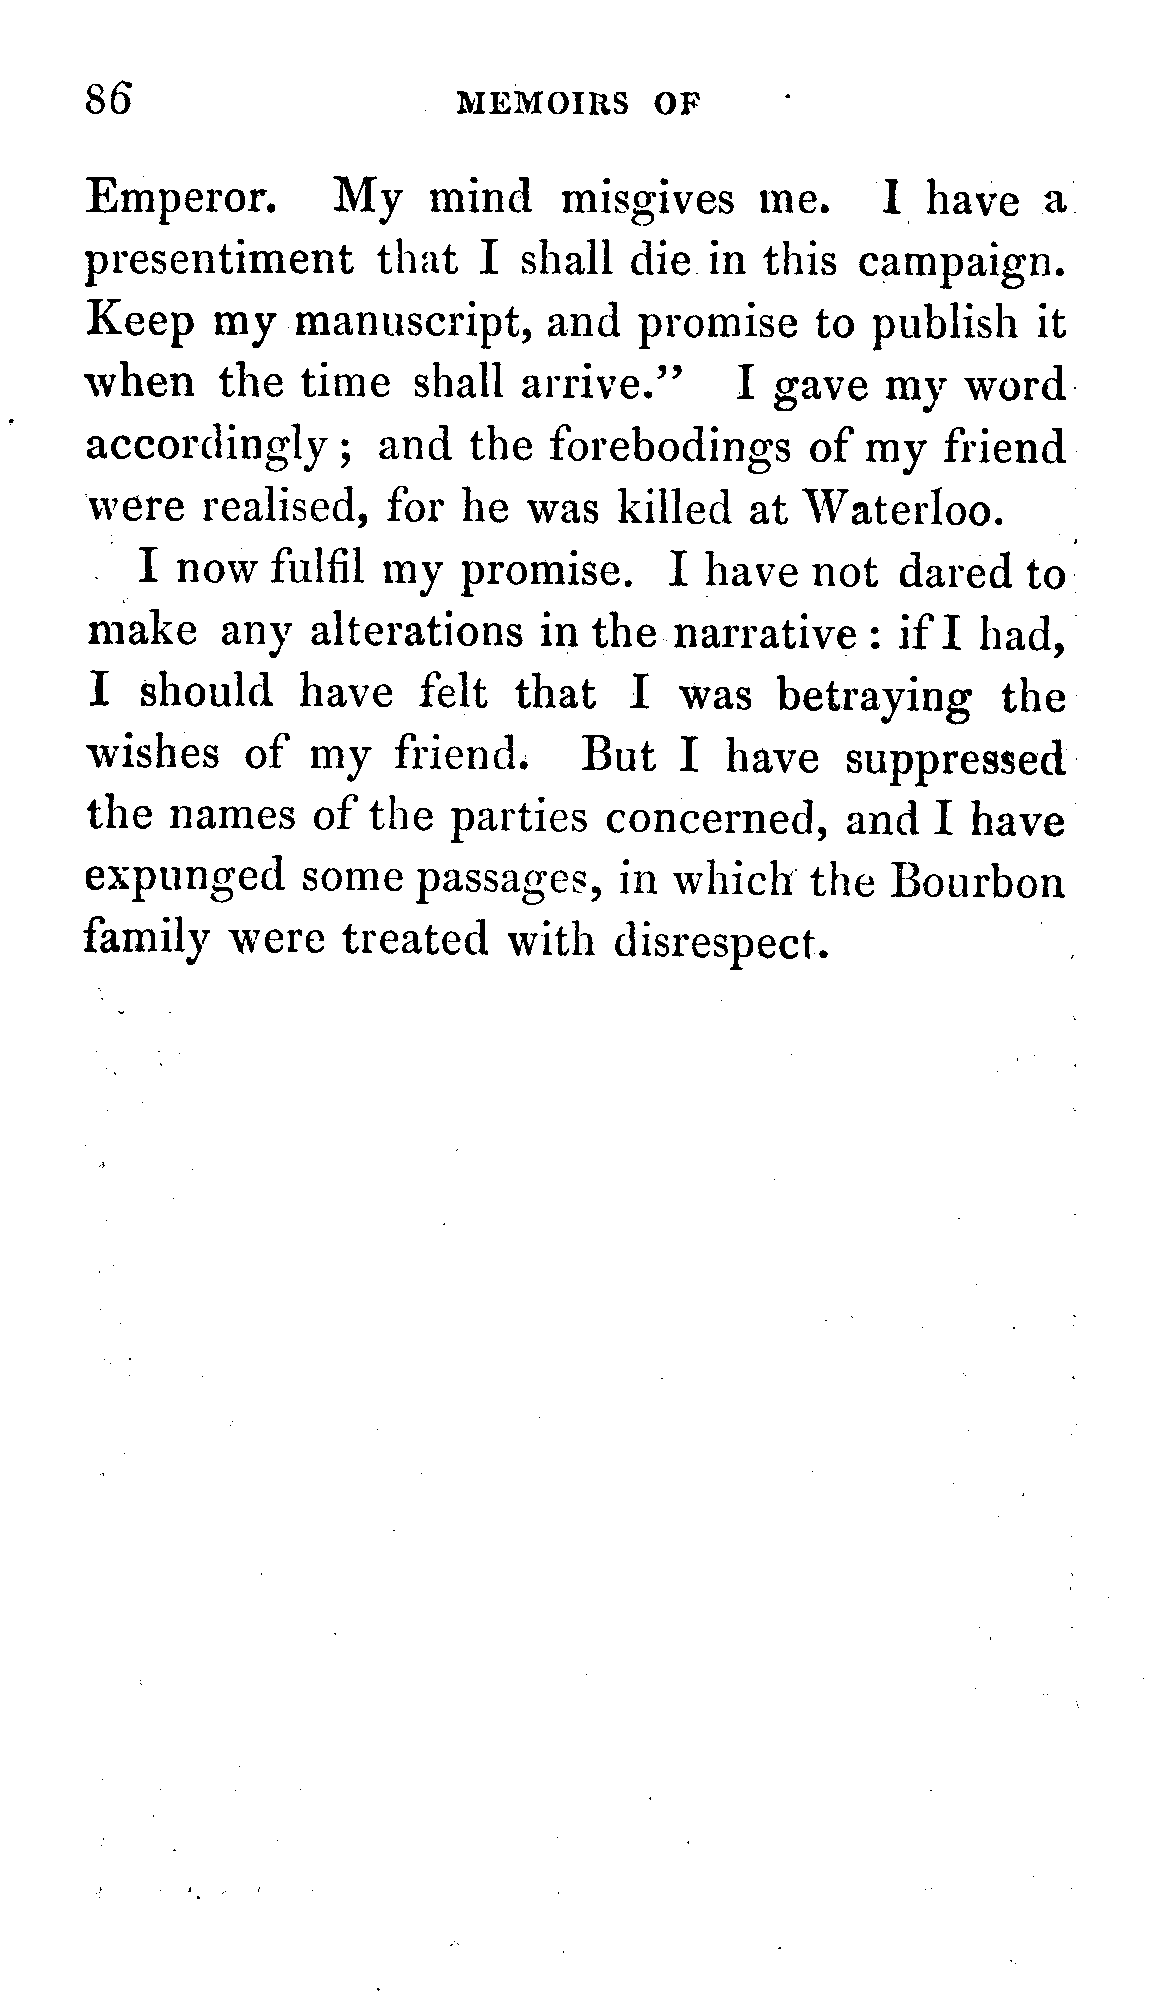 86 MEMOIRS OF
Emperor. My mind misgives me. I have a
presentiment that I shall die in this campaign.
Keep my manuscript, and promise to publish it
when the time shall arrive.” I gave my word
accordingly ; and the forebodings of my friend
were realised, for he was killed at Waterloo.
I now fulfil my promise. I have not dared to
make any alterations in the narrative : if I had,
I should have felt that I was betraying the
wishes of my friend. But I have suppressed
the names of the parties concerned, and I have
expunged some passages, in which the Bourbon
family were treated with disrespect.